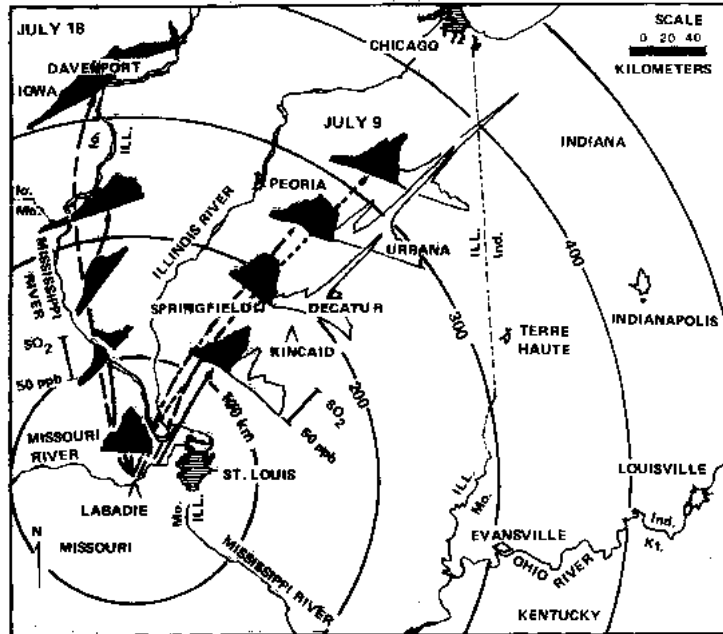 JULY 18
SCALE
0 20 40
KILOMETERS
CHICAGO
DAVENPORT
IOWA
JULY 9
INDIANA
Io.
ILL.
PEORIA
Io.
Mo.
MISSISSIPPI
RIVER
ILLINOIS RIVER
URBANA
ILL.
Ind.
400
SPRINGFIELD
DECATUR
300
INDIANAPOLIS
SO2
50 ppb
KINCAID
TERRE
HAUTE
200
SO2
50 ppb
km
MISSOURI
RIVER
ST. LOUIS
LOUISVILLE
LABADIE
Mo.
ILL.
ILL.
Mo.
Ind.
Kt.
EVANSVILLE
OHIO RIVER
N
MISSOURI
MISSISSIPPI RIVER
KENTUCKY